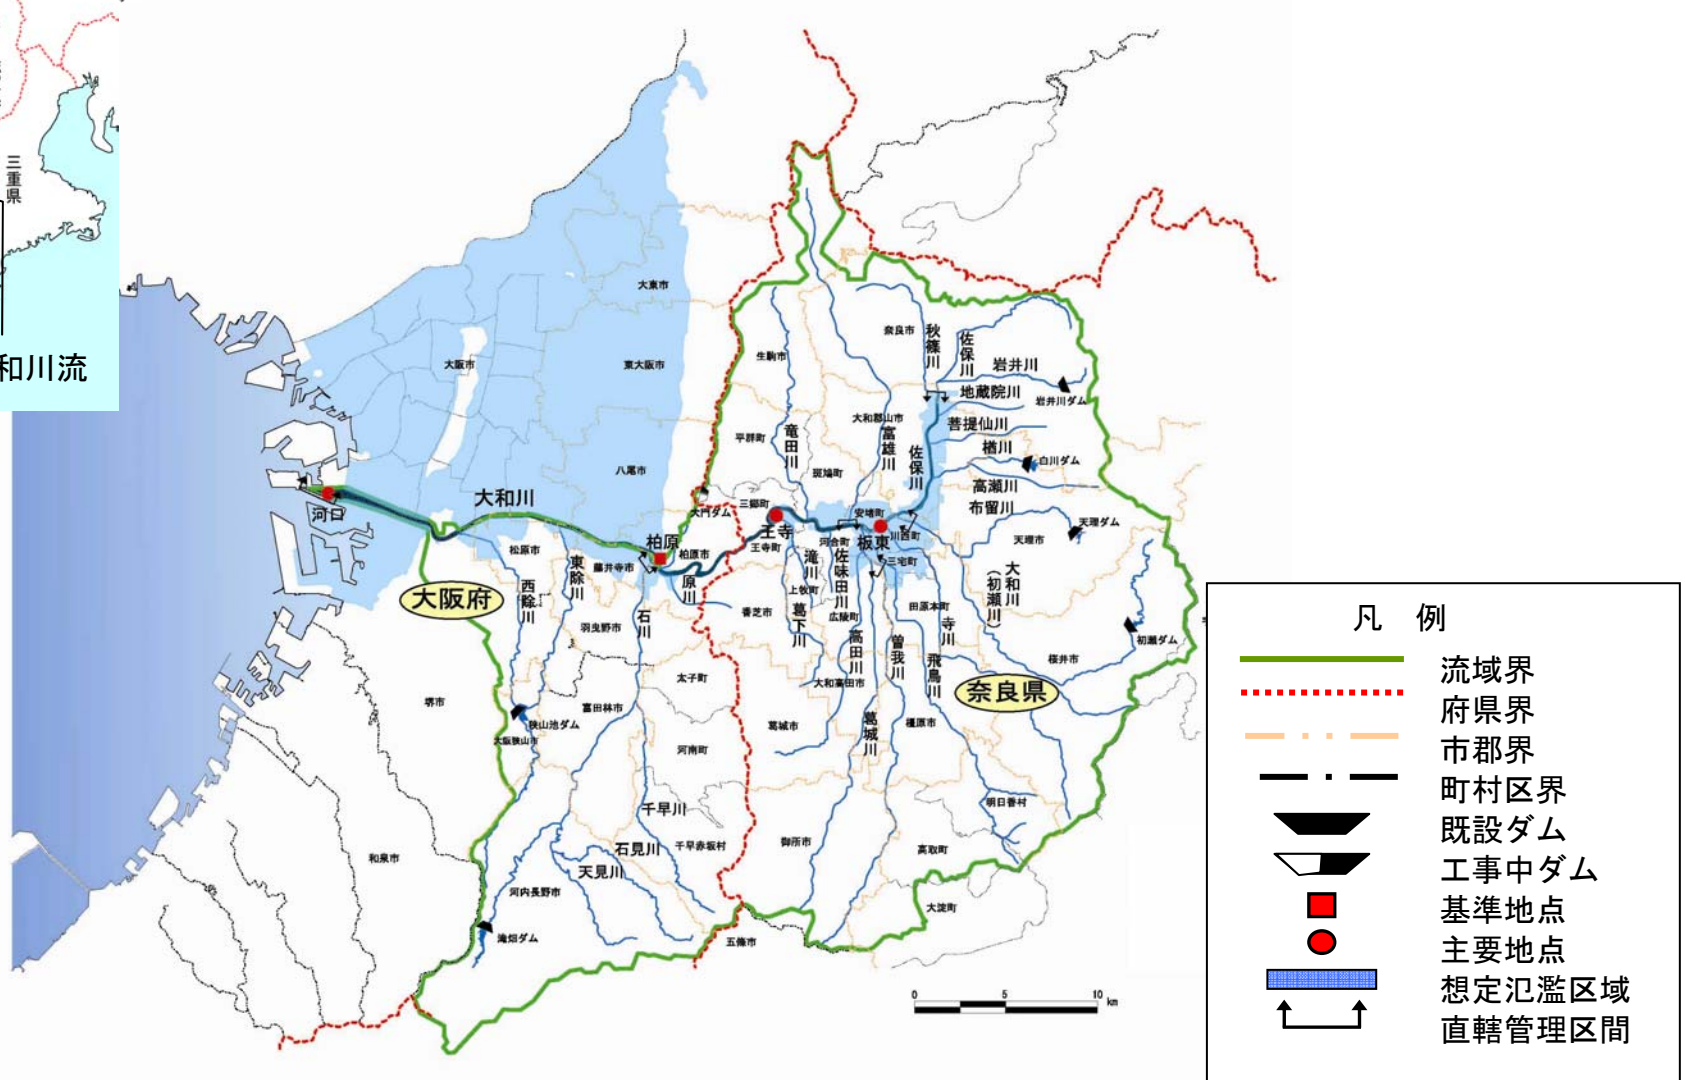 三重県
和川流
大東市
大阪市
東大阪市
八尾市
大和川
河口
松原市
藤井寺市
柏原
柏原市
大門ダム
原川
東除川
西除川
石川
大阪府
羽曳野市
太子町
堺市
富田林市
狭山池ダム
大阪狭山市
河南町
千早川
石見川
千早赤坂村
天見川
和泉市
河内長野市
滝畑ダム
五條市
奈良市
秋篠川
佐保川
岩井川
地蔵院川
岩井川ダム
菩提仙川
楢川
白川ダム
高瀬川
布留川
天理ダム
天理市
生駒市
大和郡山市
平群町
竜田川
富雄川
佐保川
斑鳩町
三郷町
安堵町
王寺
王寺町
河合町
板東
川西町
三宅町
滝川
佐味田川
上牧町
香芝市
葛下川
広陵町
高田川
田原本町
寺川
大和川
(初瀬川)
初瀬ダム
桜井市
曽我川
飛鳥川
奈良県
大和高田市
葛城市
葛城川
橿原市
明日香村
御所市
高取町
大淀町
0 5 10 km
凡 例
流域界
府県界
市郡界
町村区界
既設ダム
工事中ダム
基準地点
主要地点
想定氾濫区域
直轄管理区間